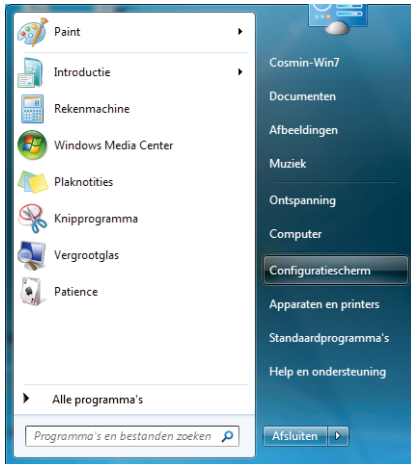 Paint
Introductie
Rekenmachine
Windows Media Center
Plaknotities
Knipprogramma
Vergrootglas
Patience
Alle programma's
Programma's en bestanden zoeken
Cosmin-Win7
Documenten
Afbeeldingen
Muziek
Ontspanning
Computer
Configuratiescherm
Apparaten en printers
Standaardprogramma's
Help en ondersteuning
Afsluiten